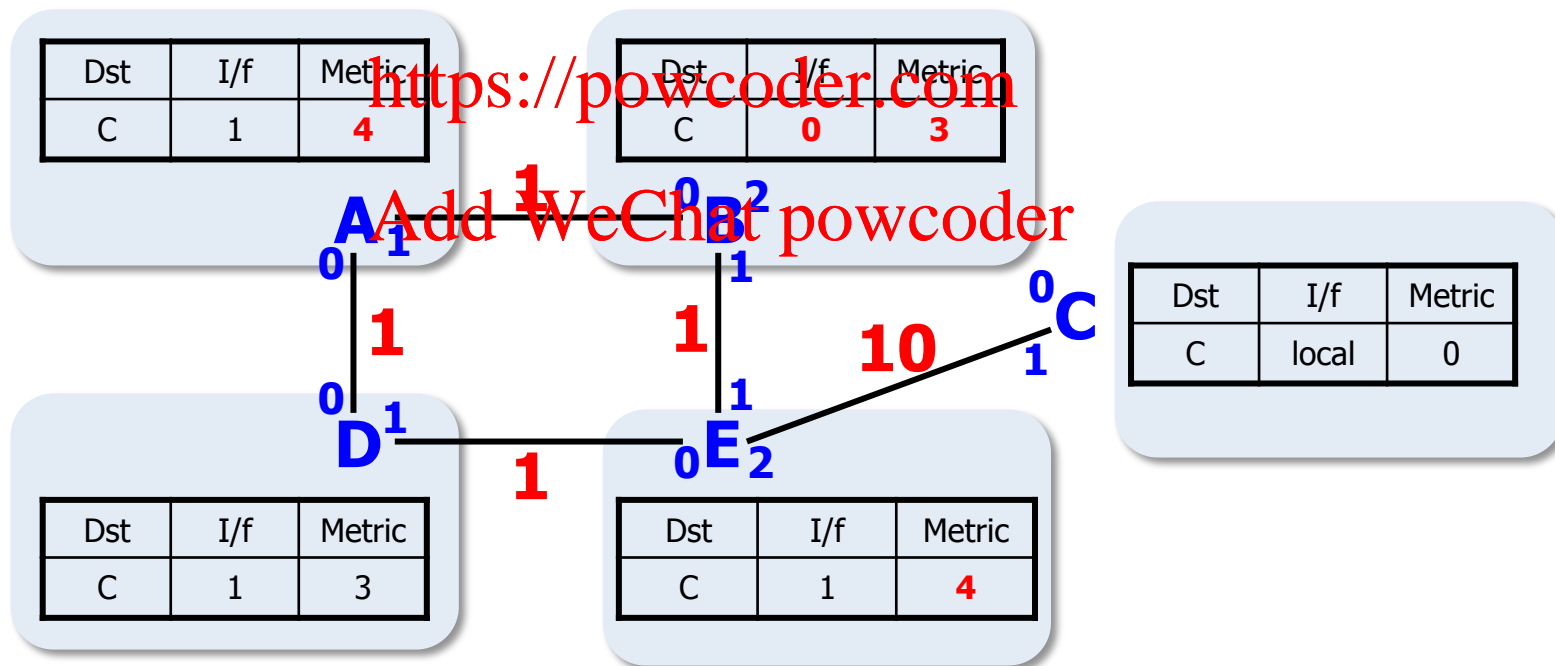 Dst I/f Metric
C 1 4
Dst I/f Metric
C 0 3
https://powcoder.com
Add WeChat powcoder
1
0 2
A B
1
0 1
0 C
1
Dst I/f Metric
C local 0
1 1 10
0 1 1
D E
0 2
1
Dst I/f Metric
C 1 3
Dst I/f Metric
C 1 4